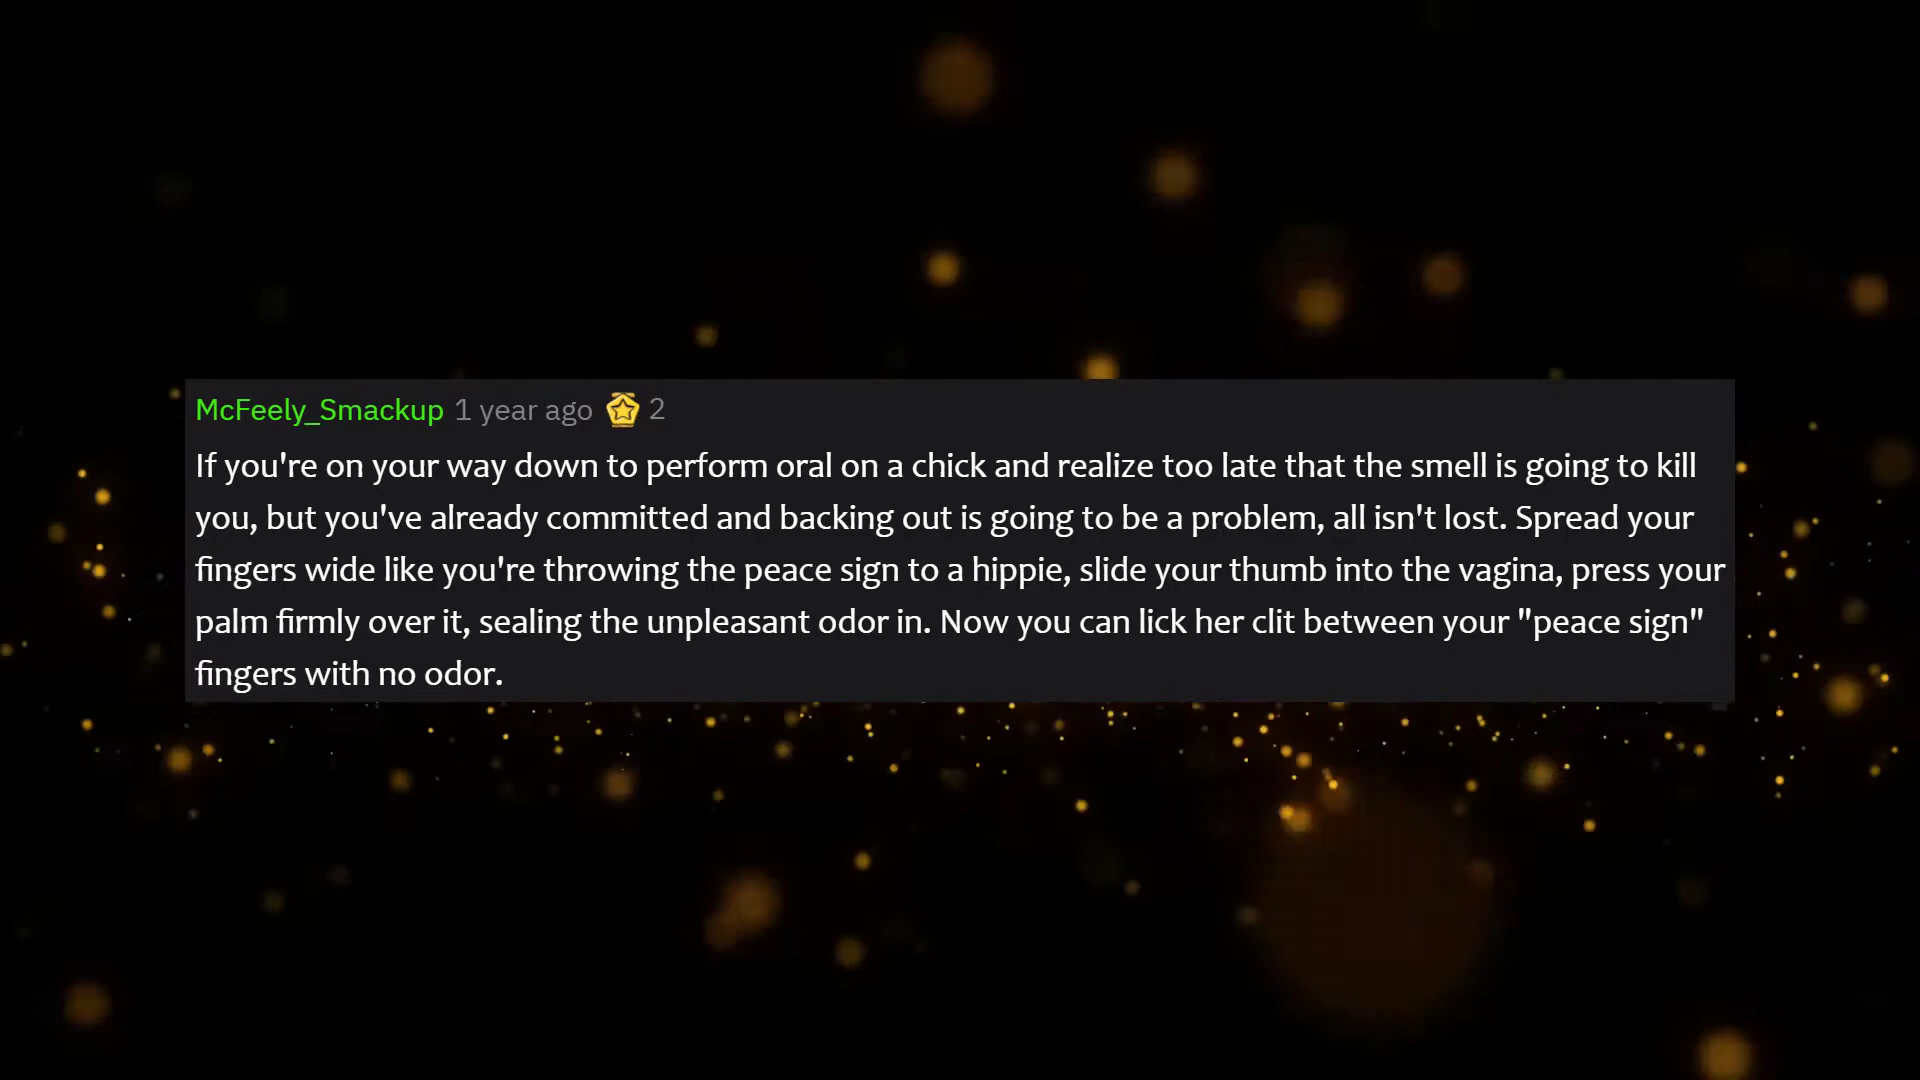 McFeely_Smackup 1 year ago 2
If you're on your way down to perform oral on a chick and realize too late that the smell is going to kill
you, but you've already committed and backing out is going to be a problem, all isn't lost. Spread your
fingers wide like you're throwing the peace sign to a hippie, slide your thumb into the vagina, press your
palm firmly over it, sealing the unpleasant odor in. Now you can lick her clit between your "peace sign"
fingers with no odor.